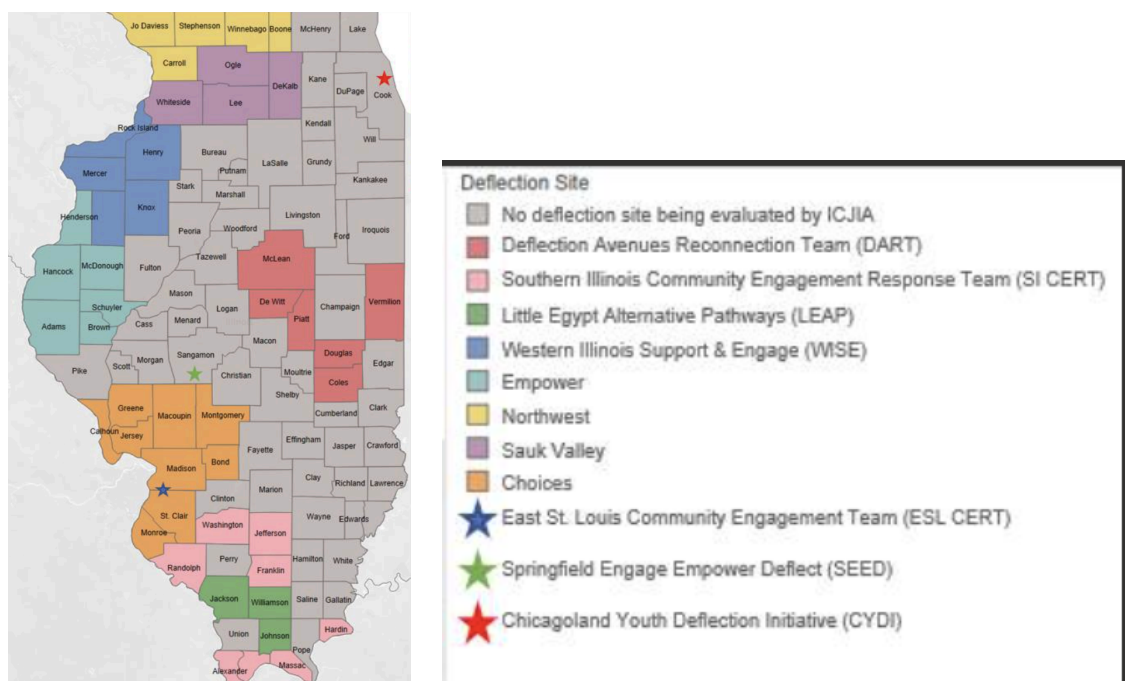 Jo Daviess
Stephenson
Winnebago
Boone
McHenry
Lake
Carroll
Ogle
DeKalb
Kane
DuPage
Cook
Whiteside
Lee
Kendall
Will
Rock Island
Henry
Bureau
Putnam
LaSalle
Grundy
Mercer
Kankakee
Stark
Marshall
Knox
Henderson
Peoria
Woodford
Livingston
Ford
Iroquois
Tazewell
McLean
Hancock
McDonough
Fulton
Mason
De Witt
Vermilion
Schuyler
Logan
Piatt
Champaign
Adams
Brown
Cass
Menard
Macon
Douglas
Edgar
Sangamon
Morgan
Scott
Pike
Christian
Moultrie
Coles
Shelby
Greene
Macoupin
Montgomery
Cumberland
Clark
Calhoun
Jersey
Effingham
Jasper
Crawford
Fayette
Madison
Bond
Clay
Richland
Lawrence
Clinton
Marion
St. Clair
Wayne
Edwards
Washington
Jefferson
Monroe
Randolph
Perry
Hamilton
White
Franklin
Jackson
Williamson
Saline
Gallatin
Union
Johnson
Pope
Hardin
Alexander
Massac
Deflection Site
No deflection site being evaluated by ICJIA
Deflection Avenues Reconnection Team (DART)
Southern Illinois Community Engagement Response Team (SI CERT)
Little Egypt Alternative Pathways (LEAP)
Western Illinois Support & Engage (WISE)
Empower
Northwest
Sauk Valley
Choices
East St. Louis Community Engagement Team (ESL CERT)
Springfield Engage Empower Deflect (SEED)
Chicagoland Youth Deflection Initiative (CYDI)